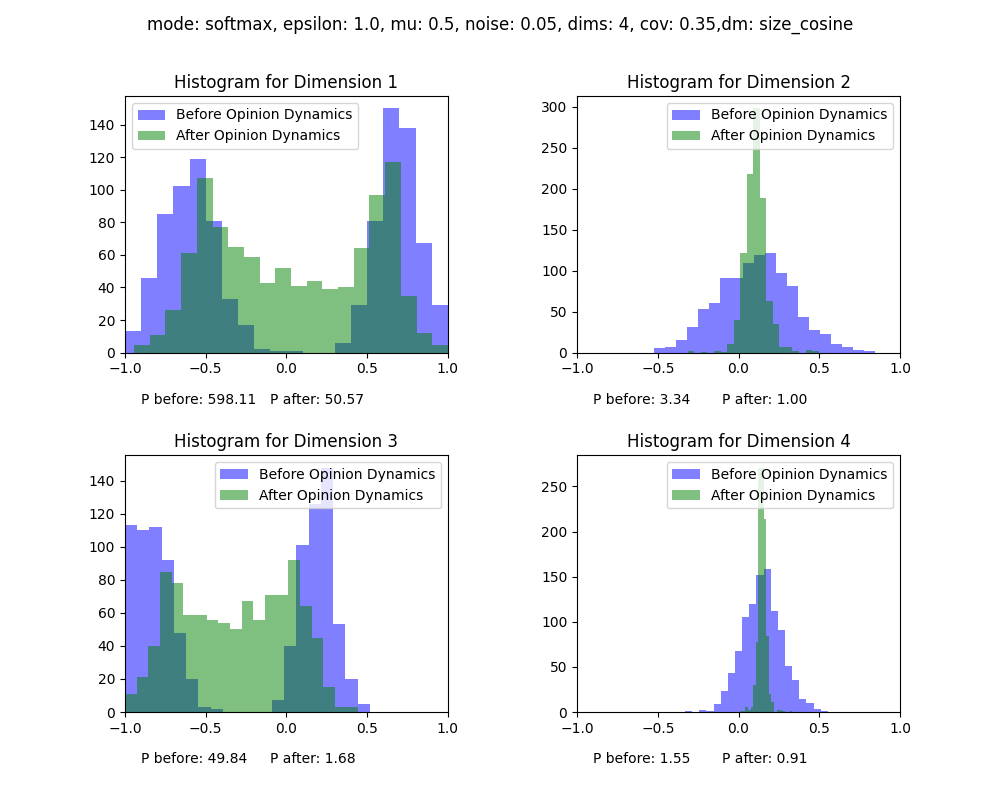 mode: softmax, epsilon: 1.0, mu: 0.5, noise: 0.05, dims: 4, cov: 0.35,dm: size_cosine
Histogram for Dimension 1
Before Opinion Dynamics
After Opinion Dynamics
140
120
100
80
60
40
20
0
−1.0 −0.5 0.0 0.5 1.0
P before: 598.11 P after: 50.57
Histogram for Dimension 2
Before Opinion Dynamics
After Opinion Dynamics
300
250
200
150
100
50
0
−1.0 −0.5 0.0 0.5 1.0
P before: 3.34 P after: 1.00
Histogram for Dimension 3
Before Opinion Dynamics
After Opinion Dynamics
140
120
100
80
60
40
20
0
−1.0 −0.5 0.0 0.5 1.0
P before: 49.84 P after: 1.68
Histogram for Dimension 4
Before Opinion Dynamics
After Opinion Dynamics
250
200
150
100
50
0
−1.0 −0.5 0.0 0.5 1.0
P before: 1.55 P after: 0.91